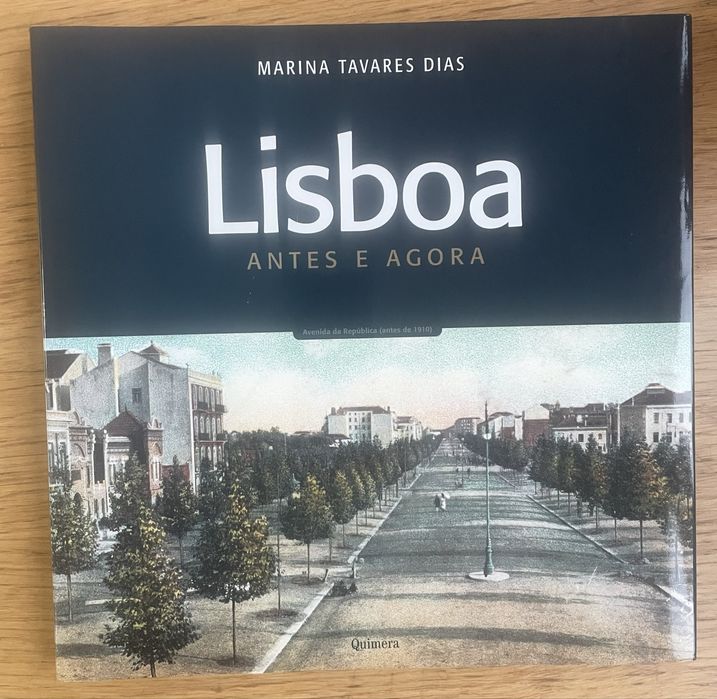 MARINA TAVARES DIAS
Lisboa
ANTES E AGORA
Avenida da República (antes de 1910)
Quimera